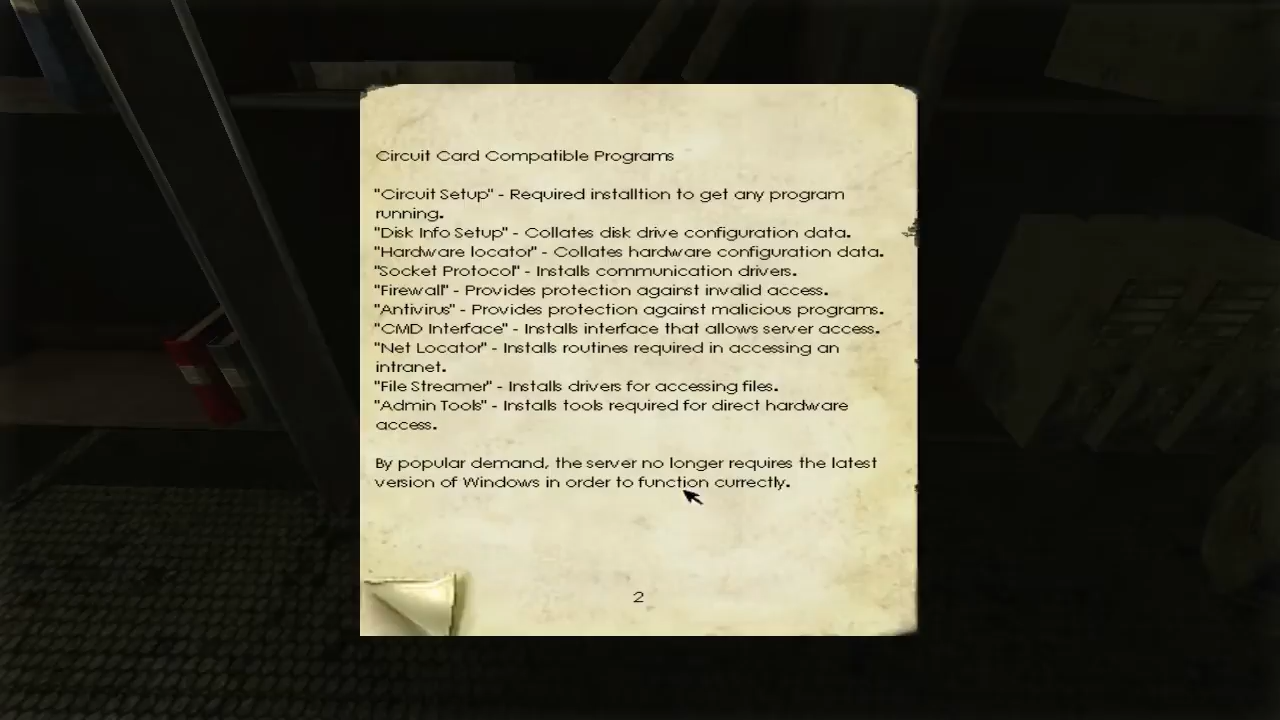 Circuit Card Compatible Programs
"Circuit Setup" - Required installtion to get any program
running.
"Disk Info Setup" - Collates disk drive configuration data.
"Hardware locator" - Collates hardware configuration data.
"Socket Protocol" - Installs communication drivers.
"Firewall" - Provides protection against invalid access.
"Antivirus" - Provides protection against malicious programs.
"CMD Interface" - Installs interface that allows server access.
"Net Locator" - Installs routines required in accessing an
intranet.
"File Streamer" - Installs drivers for accessing files.
"Admin Tools" - Installs tools required for direct hardware
access.
By popular demand, the server no longer requires the latest
version of Windows in order to function currectly.
2